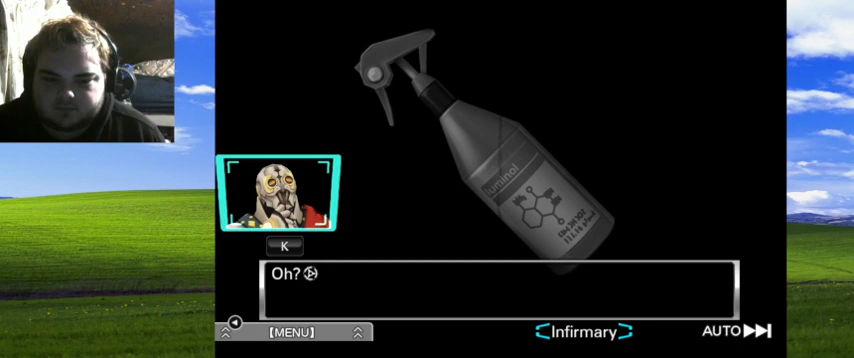 luminol
K
Oh?
[MENU]
Infirmary
AUTO